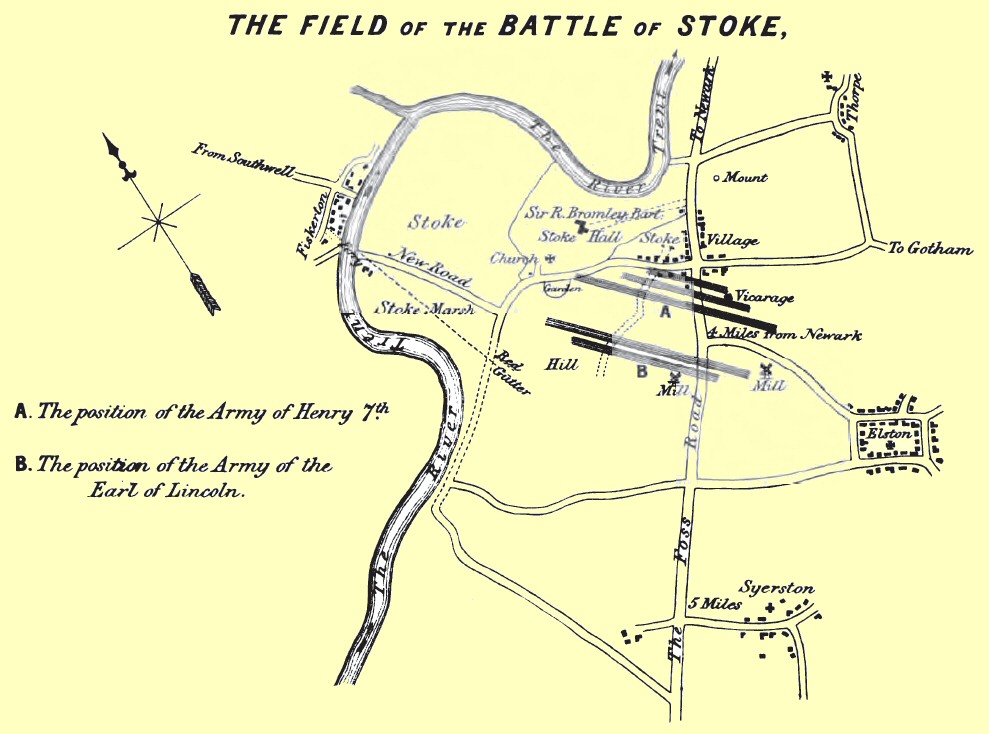 THE FIELD OF THE BATTLE OF STOKE,
To Newark
Thorpe
The River Trent
From Southwell
Fiskerton
Mount
Stoke
Sir R. Bromley Bart.
Stoke Hall
Stoke Village
To Gotham
Church
New Road
Garden
Vicarage
Stoke Marsh
A
4 Miles from Newark
Red Gutter
Hill
B
Mill
Mill
Elston
A. The position of the Army of Henry 7th.
B. The position of the Army of the
Earl of Lincoln.
The River Trent
The Foss Road
Syerston
5 Miles